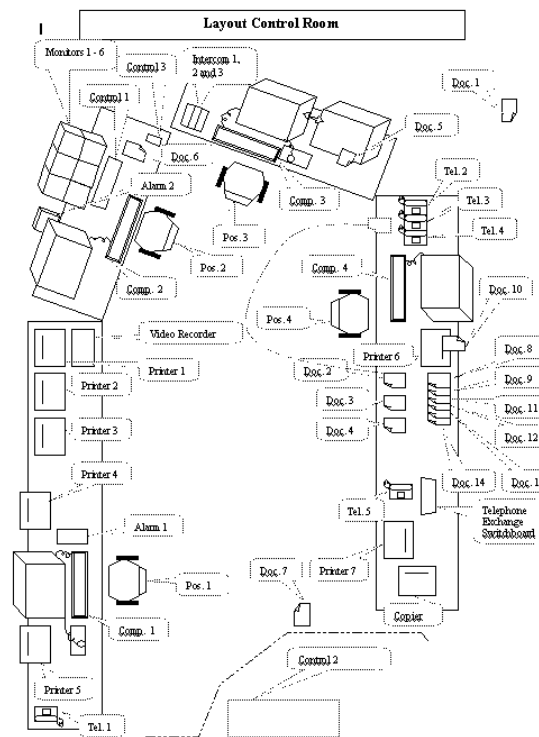 Layout Control Room
Monitors 1 - 6
Control 3
Intercom 1,
2 and 3
Doc. 1
Control 1
Doc. 5
Doc. 6
Tel. 2
Alarm 2
Tel. 3
Comp. 3
Tel. 4
Pos. 3
Pos. 2
Comp. 4
Comp. 2
Doc. 10
Pos. 4
Video Recorder
Doc. 8
Printer 6
Printer 1
Doc. 2
Doc. 9
Printer 2
Doc. 3
Doc. 11
Printer 3
Doc. 4
Doc. 12
Printer 4
Doc. 14
Doc. 1
Tel. 5
Telephone
Exchange
Switchboard
Alarm 1
Doc. 7
Printer 7
Pos. 1
Copier
Comp. 1
Control 2
Printer 5
Tel. 1